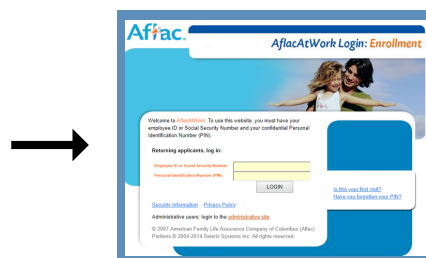 Aflac.
AflacAtWork Login: Enrollment
Welcome to AflacAtWork. To use this website, you must have your
employee ID or Social Security Number and your confidential Personal
Identification Number (PIN).
Returning applicants, log in:
Employee ID or Social Security Number:
Personal Identification Number (PIN):
LOGIN
Is this your first visit?
Have you forgotten your PIN?
Security Information Privacy Policy
Administrative users: login to the administrative site.
© 2007 American Family Life Assurance Company of Columbus (Aflac)
Portions © 2004-2014 Selerix Systems Inc. All rights reserved.